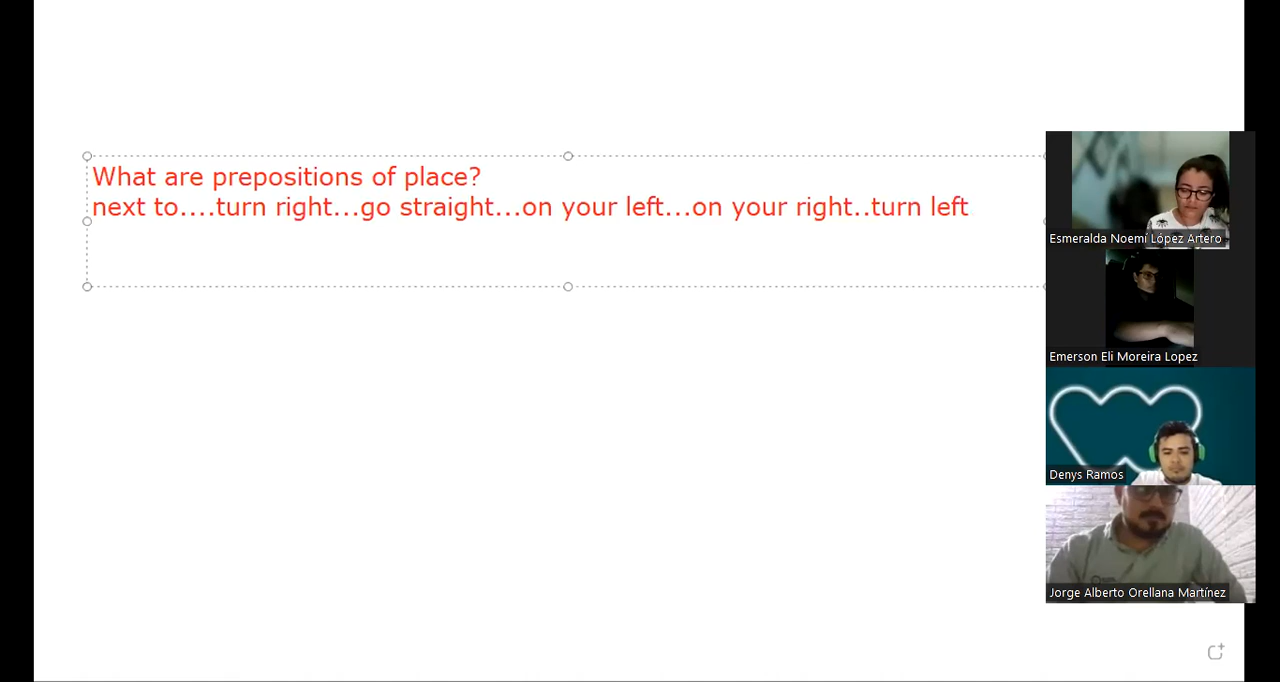 What are prepositions of place?
next to....turn right...go straight...on your left...on your right..turn left
Esmeralda Noemí López Artero
Emerson Eli Moreira Lopez
Denys Ramos
Jorge Alberto Orellana Martínez